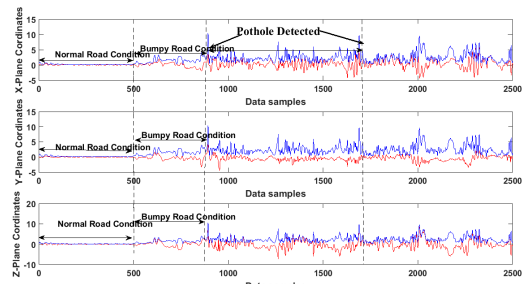 Pothole Detected
Normal Road Condition
Bumpy Road Condition
X-Plane Cordinates
15
10
5
0
-5
0 500 1000 1500 2000 2500
Data samples
Bumpy Road Condition
Normal Road Condition
Y-Plane Cordinates
15
10
5
0
-5
0 500 1000 1500 2000 2500
Data samples
Bumpy Road Condition
Normal Road Condition
Z-Plane Cordinates
20
10
0
-10
0 500 1000 1500 2000 2500